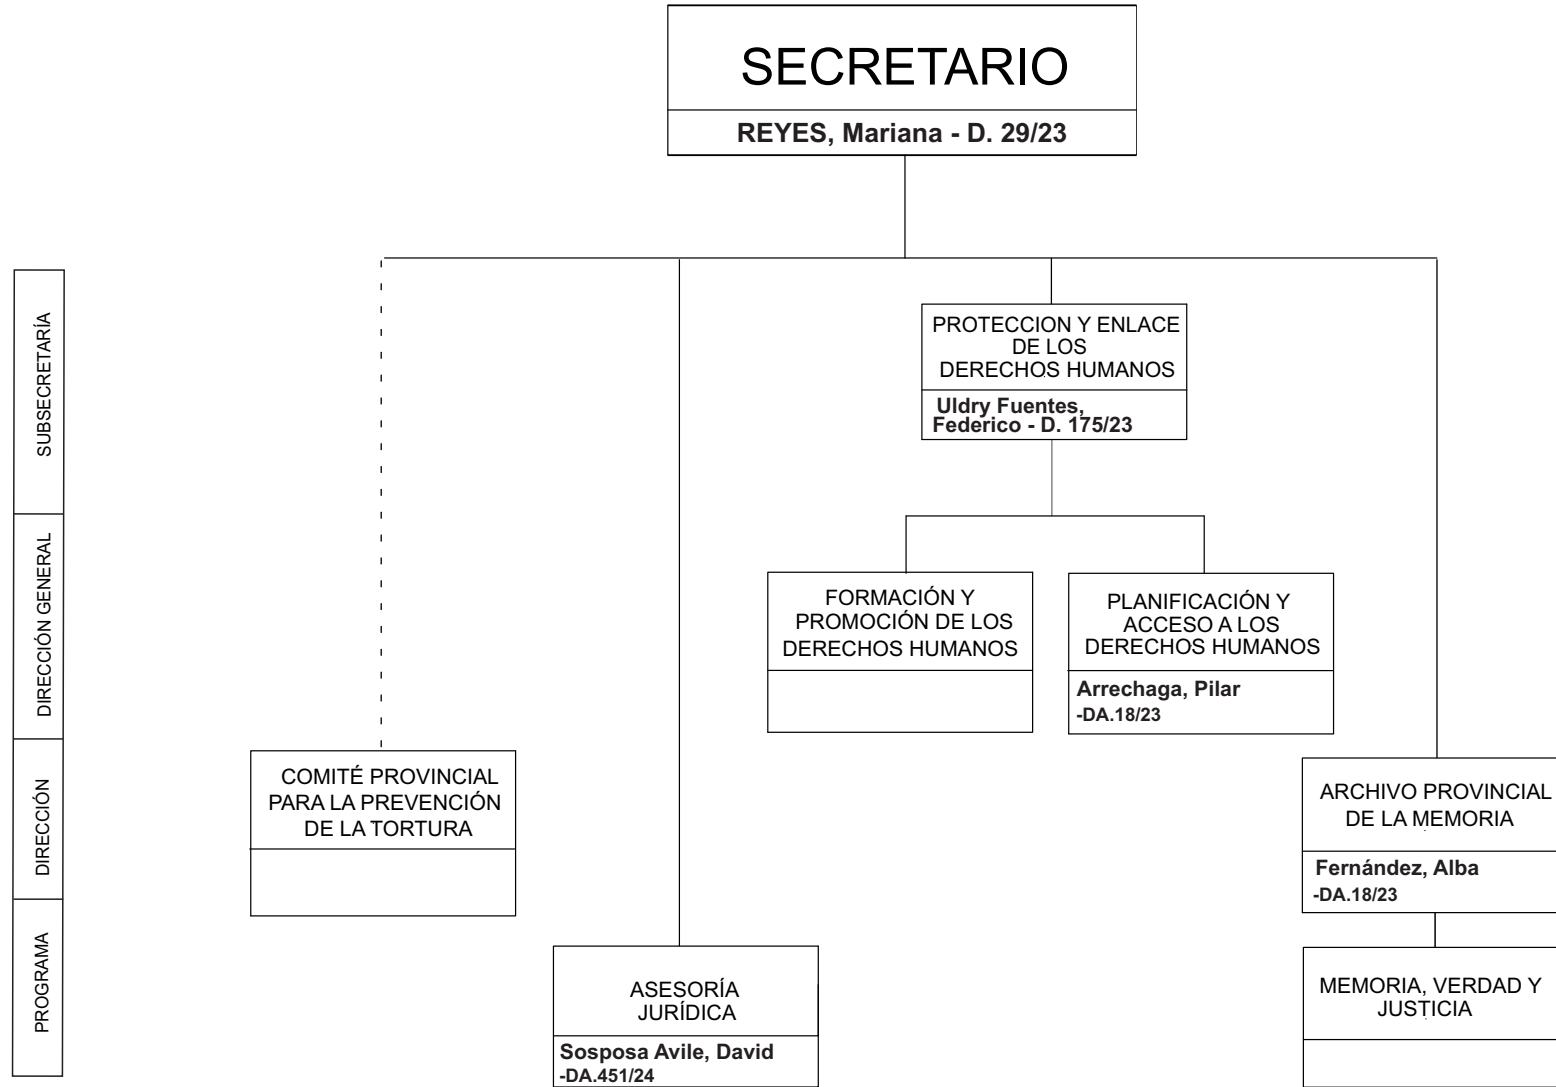 SECRETARIO
REYES, Mariana - D. 29/23
SUBSECRETARÍA
DIRECCIÓN GENERAL
DIRECCIÓN
PROGRAMA
PROTECCION Y ENLACE
DE LOS
DERECHOS HUMANOS
Uldry Fuentes,
Federico - D. 175/23
FORMACIÓN Y
PROMOCIÓN DE LOS
DERECHOS HUMANOS
PLANIFICACIÓN Y
ACCESO A LOS
DERECHOS HUMANOS
Arrechaga, Pilar
-DA.18/23
COMITÉ PROVINCIAL
PARA LA PREVENCIÓN
DE LA TORTURA
ARCHIVO PROVINCIAL
DE LA MEMORIA
Fernández, Alba
-DA.18/23
ASESORÍA
JURÍDICA
Sosposa Avile, David
-DA.451/24
MEMORIA, VERDAD Y
JUSTICIA